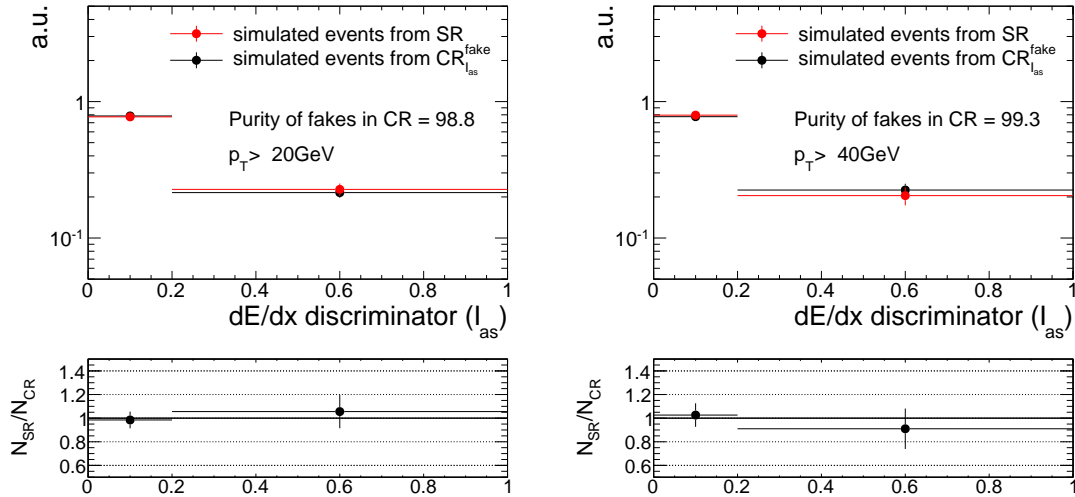 a.u.
simulated events from SR
simulated events from CR^fake_I_as
1
Purity of fakes in CR = 98.8
p_T > 20GeV
10^-1
0 0.2 0.4 0.6 0.8 1
dE/dx discriminator (I_as)
N_SR/N_CR
1.4
1.2
1
0.8
0.6
0 0.2 0.4 0.6 0.8 1
a.u.
simulated events from SR
simulated events from CR^fake_I_as
1
Purity of fakes in CR = 99.3
p_T > 40GeV
10^-1
0 0.2 0.4 0.6 0.8 1
dE/dx discriminator (I_as)
N_SR/N_CR
1.4
1.2
1
0.8
0.6
0 0.2 0.4 0.6 0.8 1